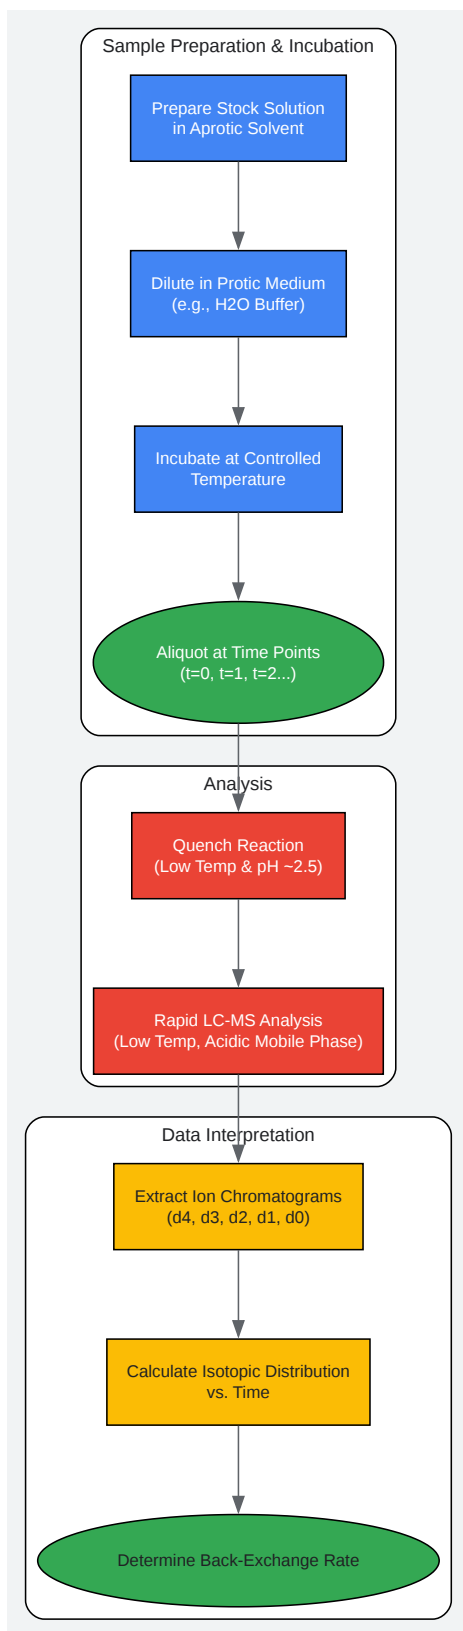 Sample Preparation & Incubation
Prepare Stock Solution
in Aprotic Solvent
Dilute in Protic Medium
(e.g., H2O Buffer)
Incubate at Controlled
Temperature
Aliquot at Time Points
(t=0, t=1, t=2...)
Analysis
Quench Reaction
(Low Temp & pH ~2.5)
Rapid LC-MS Analysis
(Low Temp, Acidic Mobile Phase)
Data Interpretation
Extract Ion Chromatograms
(d4, d3, d2, d1, d0)
Calculate Isotopic Distribution
vs. Time
Determine Back-Exchange Rate